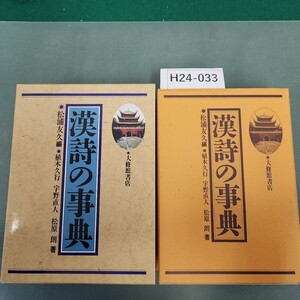 H24-033
漢詩の事典
松浦友久編
植木久行 宇野直人 松原 朗 著
大修館書店
漢詩の事典
松浦友久編
植木久行 宇野直人 松原 朗 著
大修館書店